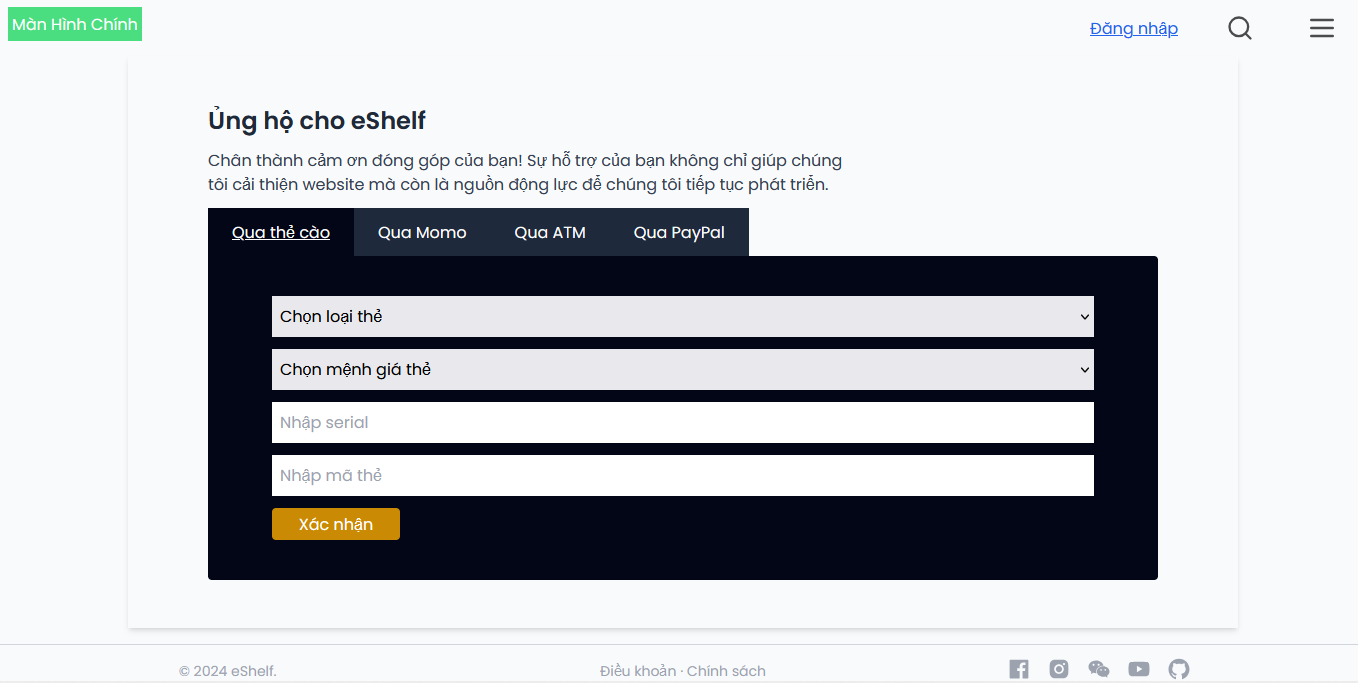 Màn Hình Chính
Đăng nhập
Ủng hộ cho eShelf
Chân thành cảm ơn đóng góp của bạn! Sự hỗ trợ của bạn không chỉ giúp chúng
tôi cải thiện website mà còn là nguồn động lực để chúng tôi tiếp tục phát triển.
Qua thẻ cào Qua Momo Qua ATM Qua PayPal
Chọn loại thẻ
Chọn mệnh giá thẻ
Nhập serial
Nhập mã thẻ
Xác nhận
© 2024 eShelf. Điều khoản · Chính sách